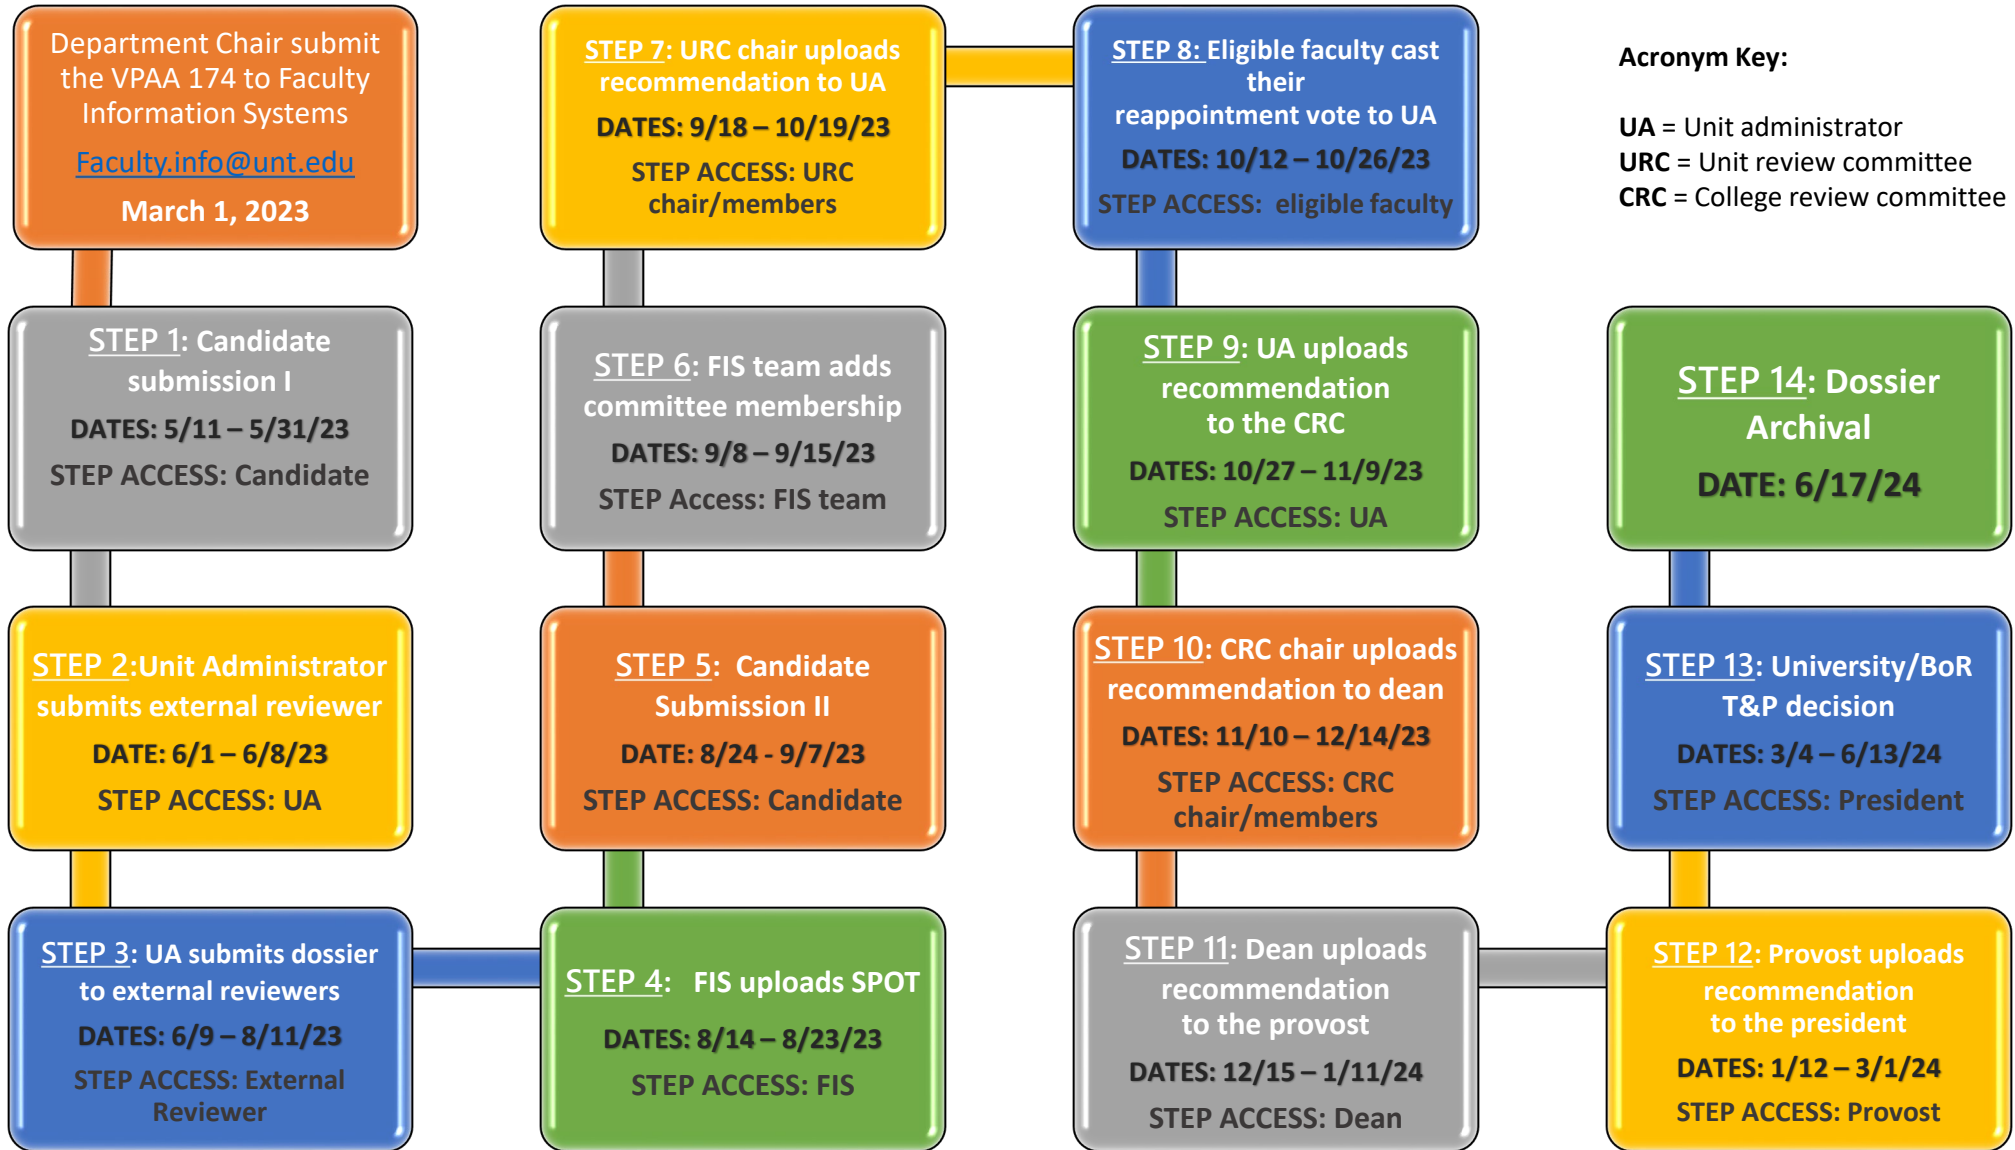 Department Chair submit
the VPAA 174 to Faculty
Information Systems
Faculty.info@unt.edu
March 1, 2023
STEP 1: Candidate
submission I
DATES: 5/11 – 5/31/23
STEP ACCESS: Candidate
STEP 2:Unit Administrator
submits external reviewer
DATE: 6/1 – 6/8/23
STEP ACCESS: UA
STEP 3: UA submits dossier
to external reviewers
DATES: 6/9 – 8/11/23
STEP ACCESS: External
Reviewer
STEP 4: FIS uploads SPOT
DATES: 8/14 – 8/23/23
STEP ACCESS: FIS
STEP 5: Candidate
Submission II
DATE: 8/24 - 9/7/23
STEP ACCESS: Candidate
STEP 6: FIS team adds
committee membership
DATES: 9/8 – 9/15/23
STEP Access: FIS team
STEP 7: URC chair uploads
recommendation to UA
DATES: 9/18 – 10/19/23
STEP ACCESS: URC
chair/members
STEP 8: Eligible faculty cast
their
reappointment vote to UA
DATES: 10/12 – 10/26/23
STEP ACCESS: eligible faculty
STEP 9: UA uploads
recommendation
to the CRC
DATES: 10/27 – 11/9/23
STEP ACCESS: UA
STEP 10: CRC chair uploads
recommendation to dean
DATES: 11/10 – 12/14/23
STEP ACCESS: CRC
chair/members
STEP 11: Dean uploads
recommendation
to the provost
DATES: 12/15 – 1/11/24
STEP ACCESS: Dean
STEP 12: Provost uploads
recommendation
to the president
DATES: 1/12 – 3/1/24
STEP ACCESS: Provost
STEP 13: University/BoR
T&P decision
DATES: 3/4 – 6/13/24
STEP ACCESS: President
STEP 14: Dossier
Archival
DATE: 6/17/24
Acronym Key:
UA = Unit administrator
URC = Unit review committee
CRC = College review committee